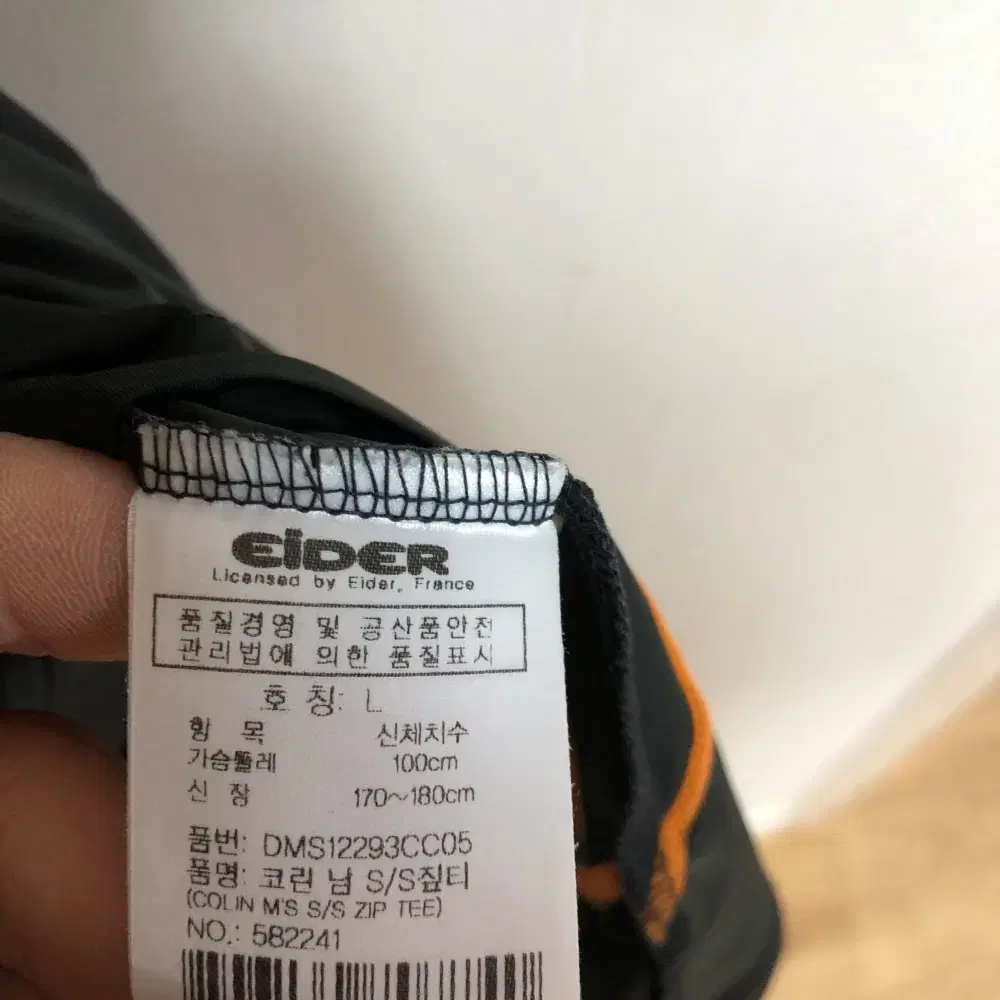 EïDER
Licensed by Eider, France
품질경영 및 공산품안전
관리법에 의한 품질표시
호칭: L
항 목 신체치수
가슴둘레 100cm
신 장 170~180cm
품번: DMS12293CC05
품명: 코린 남 S/S짚티
(COLIN M'S S/S ZIP TEE)
NO.: 582241